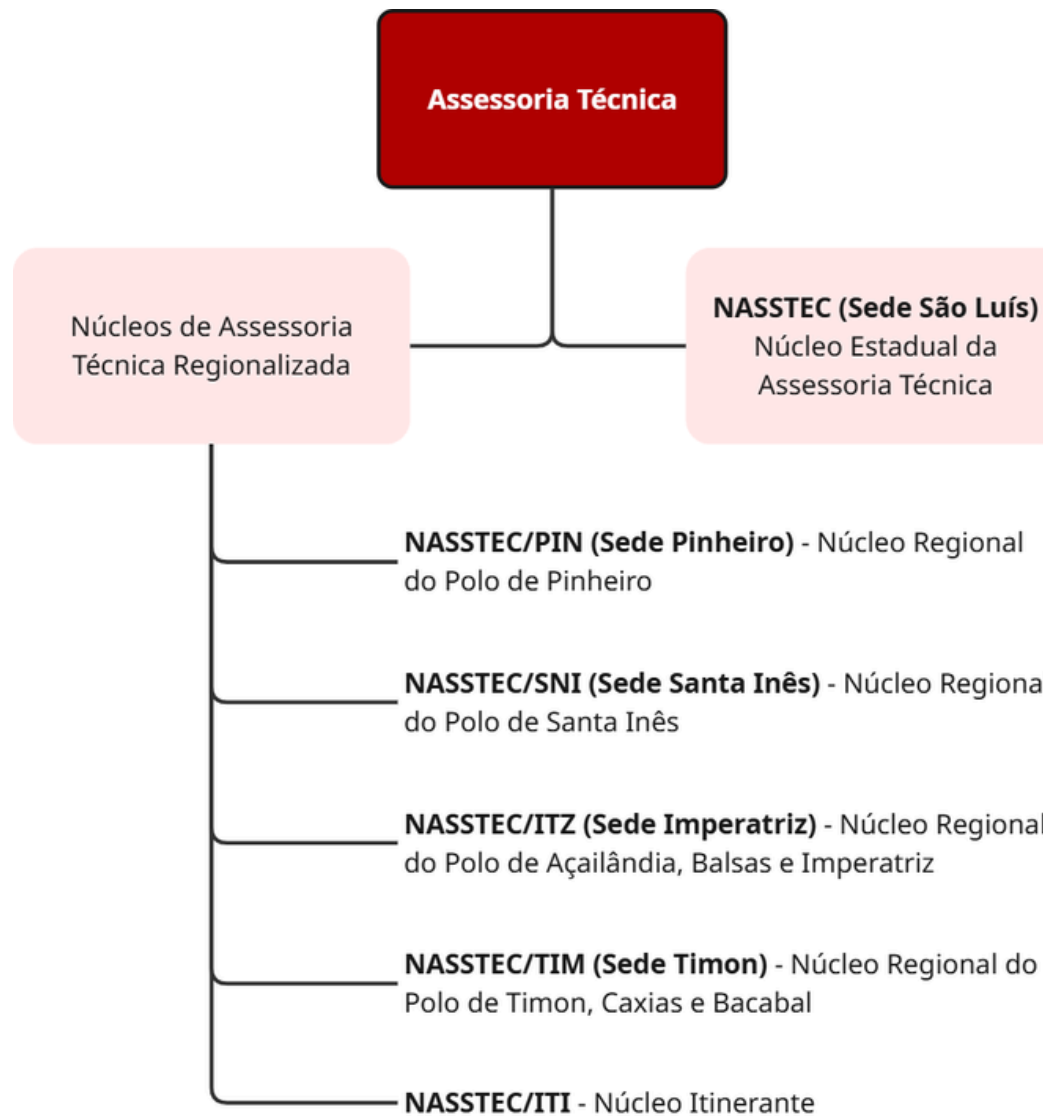 Assessoria Técnica
Núcleos de Assessoria
Técnica Regionalizada
NASSTEC (Sede São Luís)
Núcleo Estadual da
Assessoria Técnica
NASSTEC/PIN (Sede Pinheiro) - Núcleo Regional
do Polo de Pinheiro
NASSTEC/SNI (Sede Santa Inês) - Núcleo Regiona
do Polo de Santa Inês
NASSTEC/ITZ (Sede Imperatriz) - Núcleo Regional
do Polo de Açailândia, Balsas e Imperatriz
NASSTEC/TIM (Sede Timon) - Núcleo Regional do
Polo de Timon, Caxias e Bacabal
NASSTEC/ITI - Núcleo Itinerante